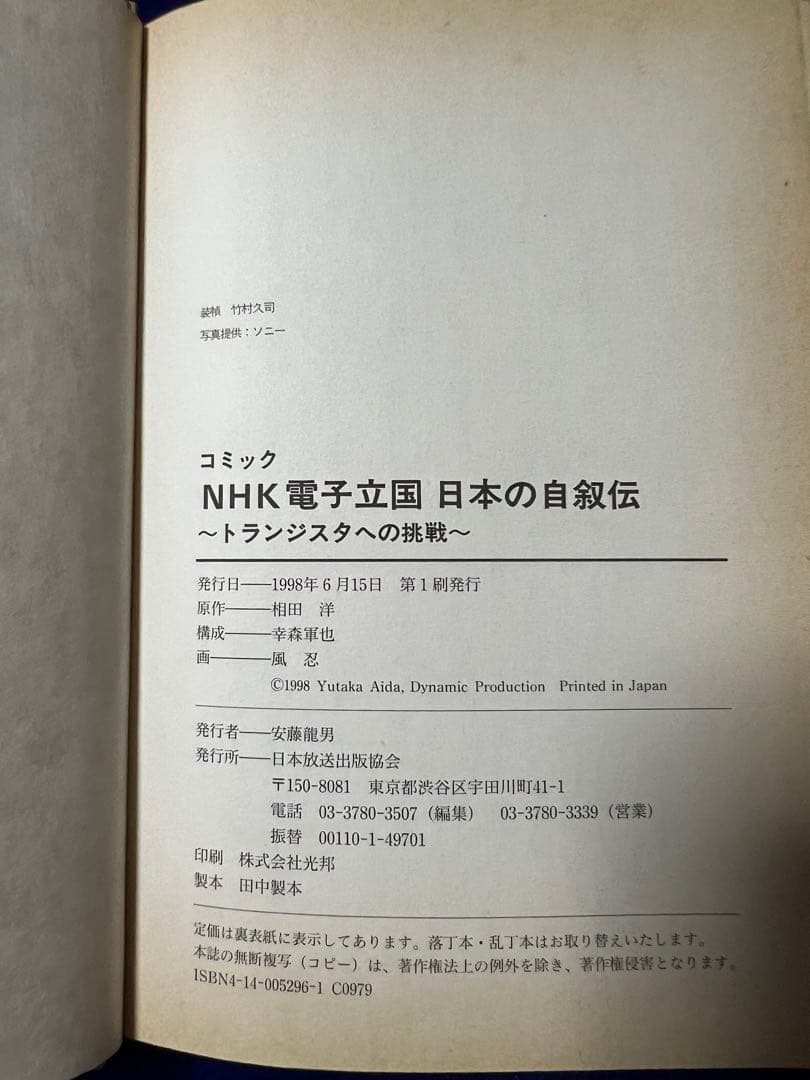 装幀　竹村久司
写真提供：ソニー
コミック
NHK電子立国 日本の自叙伝
〜トランジスタへの挑戦〜
発行日──1998年6月15日　第1刷発行
原作───相田　洋
構成───幸森軍也
画────風　忍
©1998 Yutaka Aida, Dynamic Production　Printed in Japan
発行者──安藤龍男
発行所──日本放送出版協会
〒150-8081　東京都渋谷区宇田川町41-1
電話　03-3780-3507（編集）　03-3780-3339（営業）
振替　00110-1-49701
印刷　株式会社光邦
製本　田中製本
定価は裏表紙に表示してあります。落丁本・乱丁本はお取り替えいたします。
本誌の無断複写（コピー）は、著作権法上の例外を除き、著作権侵害となります。
ISBN4-14-005296-1 C0979